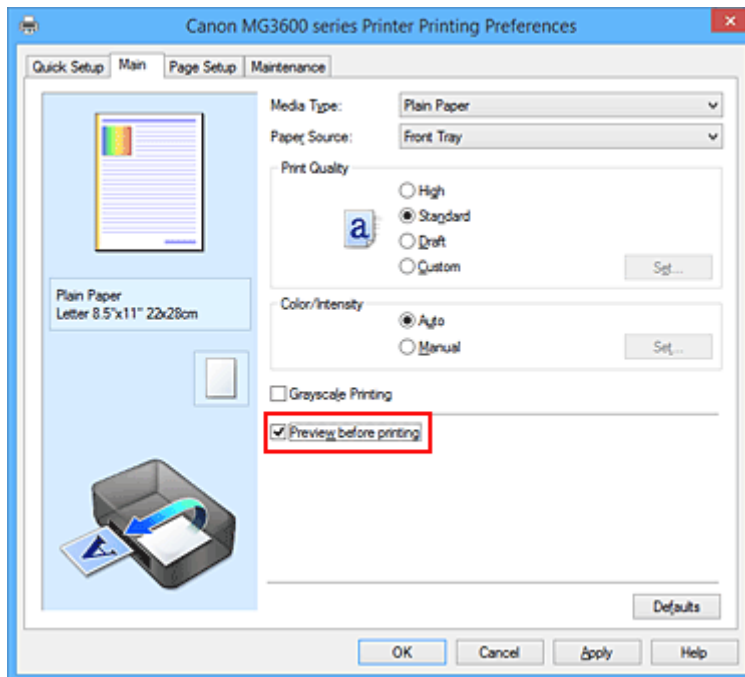 Canon MG3600 series Printer Printing Preferences
Quick Setup Main Page Setup Maintenance
Media Type: Plain Paper
Paper Source: Front Tray
Print Quality
High
a Standard
Draft
Custom Set...
Plain Paper
Letter 8.5"x11" 22x28cm
Color/Intensity
Auto
Manual Set...
Grayscale Printing
Preview before printing
A
Defaults
OK Cancel Apply Help